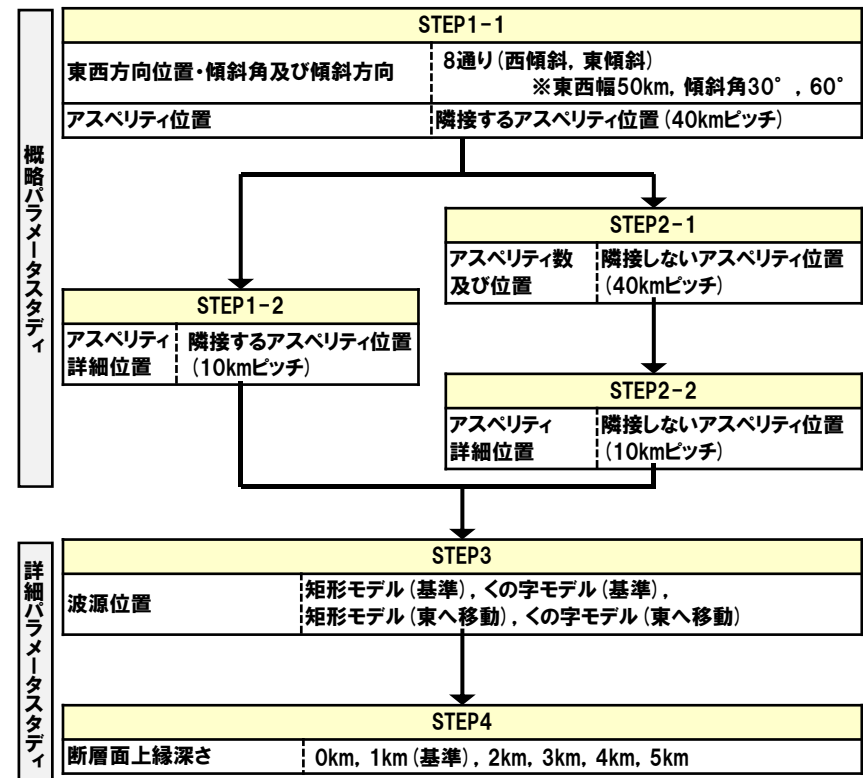 概略パラメータスタディ
STEP1-1
東西方向位置・傾斜角及び傾斜方向
8通り(西傾斜, 東傾斜)
※東西幅50km, 傾斜角30°, 60°
アスペリティ位置
隣接するアスペリティ位置(40kmピッチ)
STEP1-2
アスペリティ
詳細位置
隣接するアスペリティ位置
(10kmピッチ)
STEP2-1
アスペリティ数
及び位置
隣接しないアスペリティ位置
(40kmピッチ)
STEP2-2
アスペリティ
詳細位置
隣接しないアスペリティ位置
(10kmピッチ)
詳細パラメータスタディ
STEP3
波源位置
矩形モデル(基準), くの字モデル(基準),
矩形モデル(東へ移動), くの字モデル(東へ移動)
STEP4
断層面上縁深さ
0km, 1km(基準), 2km, 3km, 4km, 5km